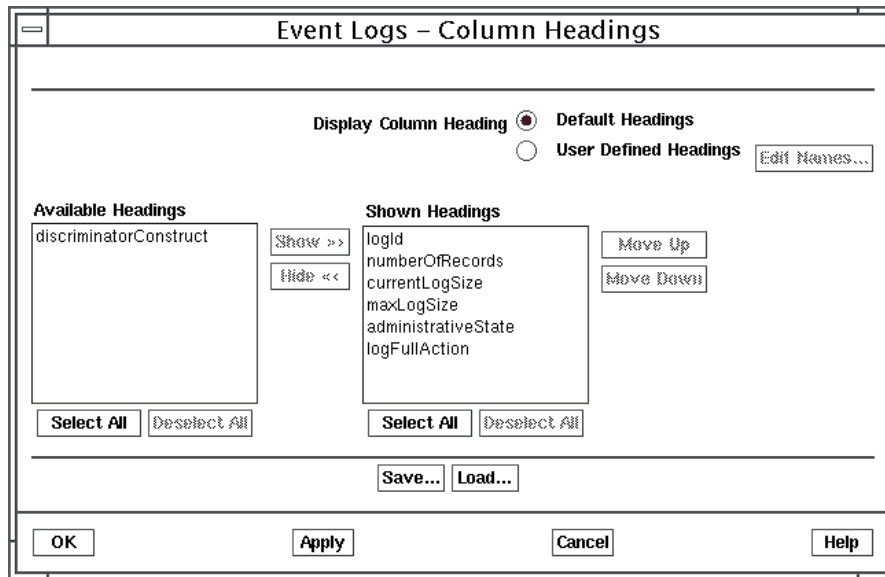 Event Logs – Column Headings
Display Column Heading
Default Headings
User Defined Headings
Edit Names...
Available Headings
discriminatorConstruct
Show >>
Hide <<
Shown Headings
logId
numberOfRecords
currentLogSize
maxLogSize
administrativeState
logFullAction
Move Up
Move Down
Select All
Deselect All
Select All
Deselect All
Save...
Load...
OK
Apply
Cancel
Help